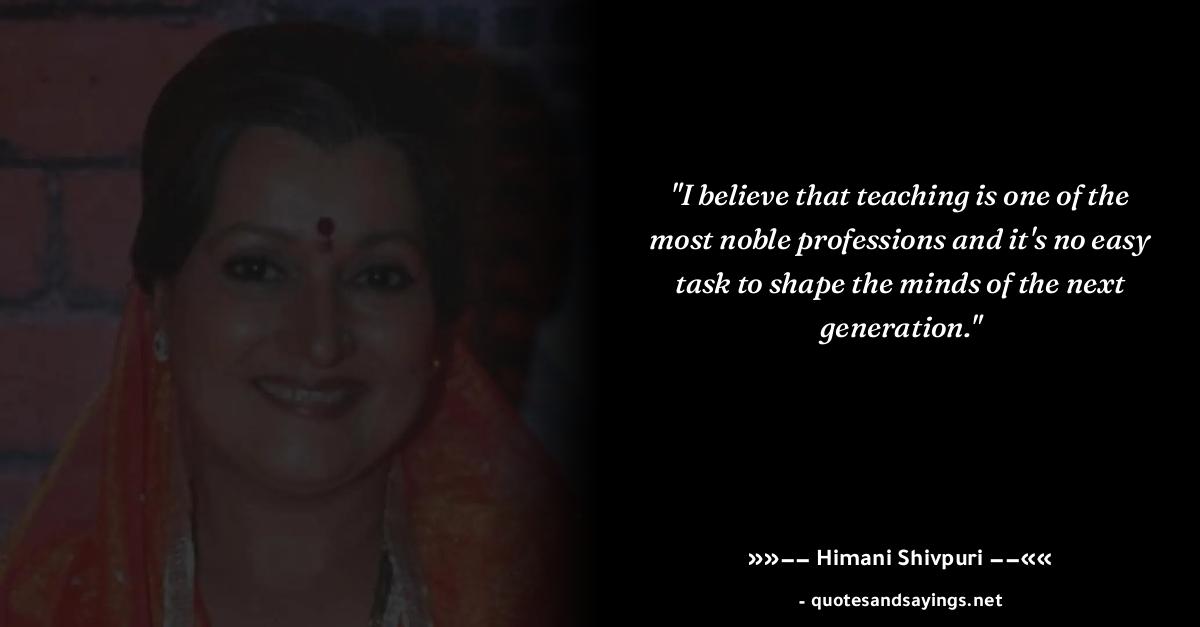 "I believe that teaching is one of the
most noble professions and it's no easy
task to shape the minds of the next
generation."
»»–– Himani Shivpuri ––««
- quotesandsayings.net